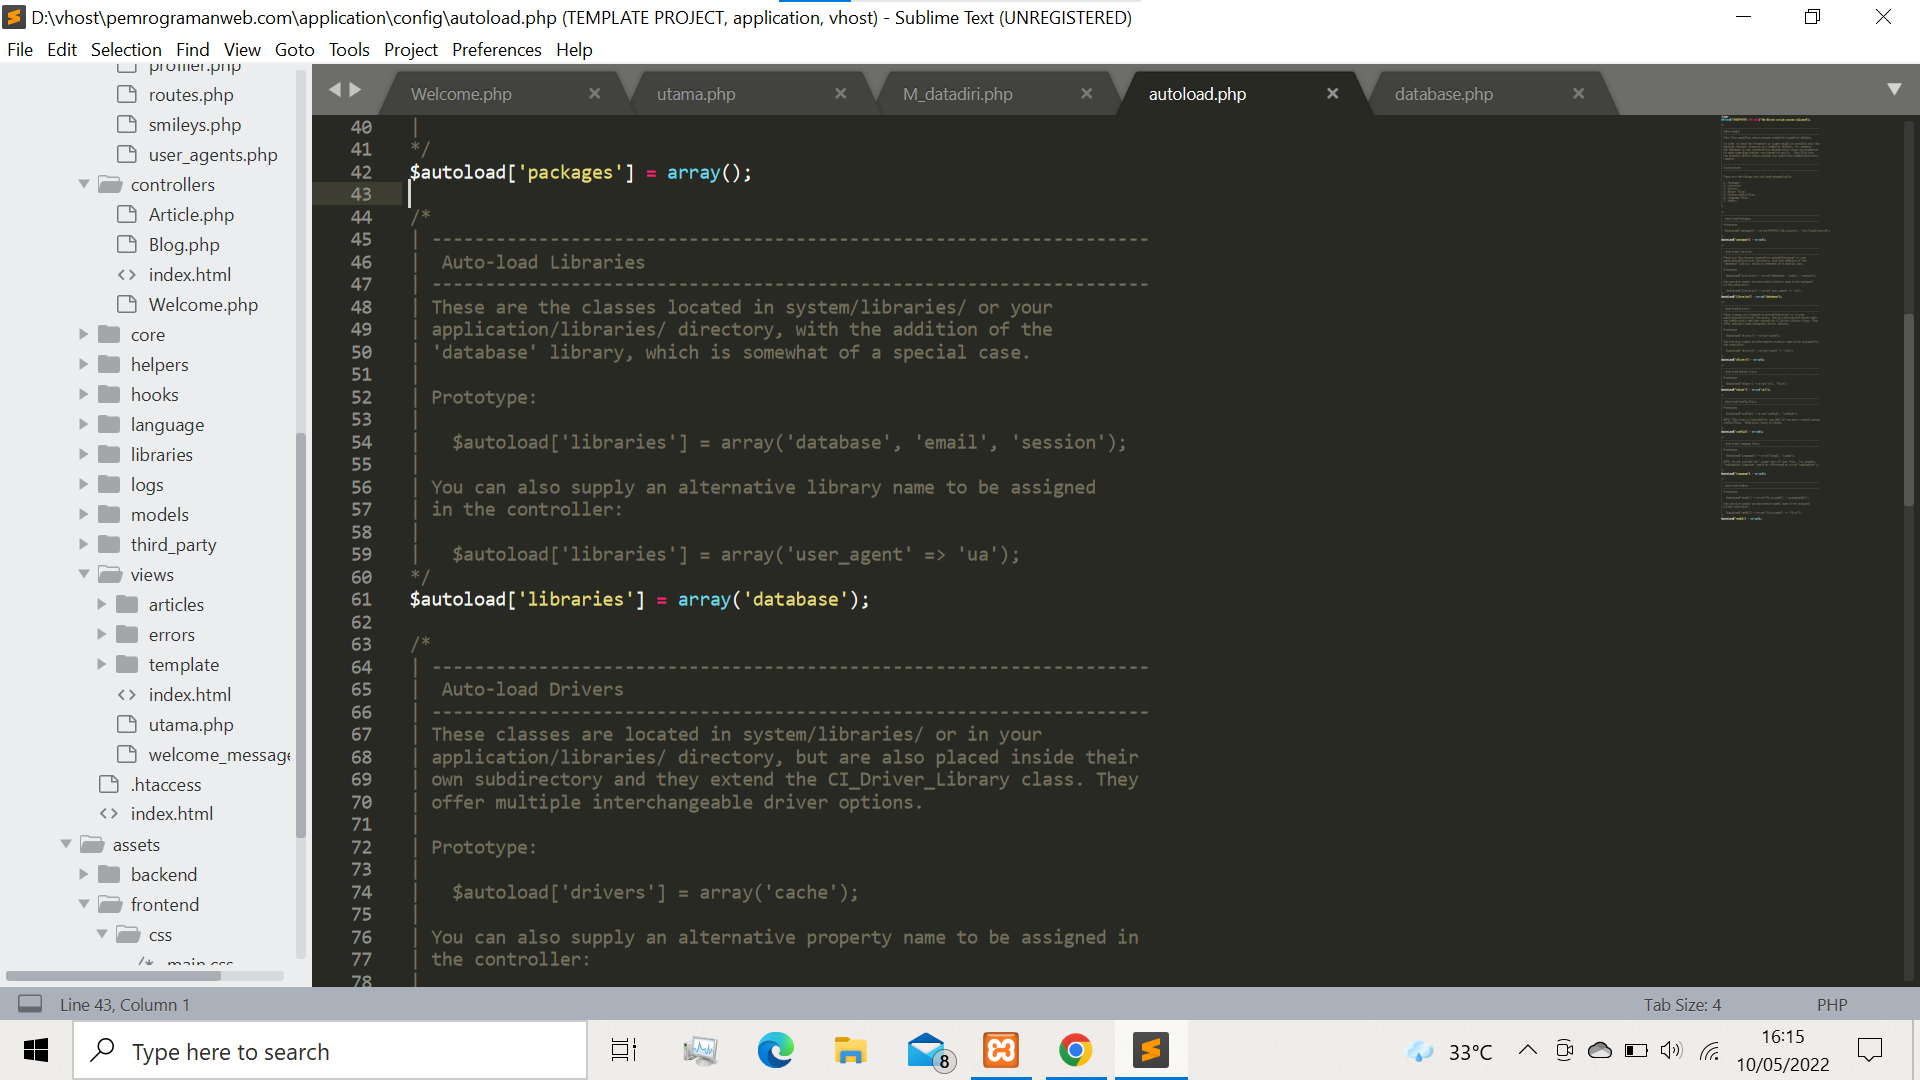 D:\vhost\pemrogramanweb.com\application\config\autoload.php (TEMPLATE PROJECT, application, vhost) - Sublime Text (UNREGISTERED)
File Edit Selection Find View Goto Tools Project Preferences Help
profiler.php
routes.php
smileys.php
user_agents.php
controllers
Article.php
Blog.php
index.html
Welcome.php
core
helpers
hooks
language
libraries
logs
models
third_party
views
articles
errors
template
index.html
utama.php
welcome_message
.htaccess
index.html
assets
backend
frontend
css
main.css
Welcome.php utama.php M_datadiri.php autoload.php database.php
40 |
41 */
42 $autoload['packages'] = array();
43
44 /*
45 | -------------------------------------------------------------------
46 |  Auto-load Libraries
47 | -------------------------------------------------------------------
48 | These are the classes located in system/libraries/ or your
49 | application/libraries/ directory, with the addition of the
50 | 'database' library, which is somewhat of a special case.
51 |
52 | Prototype:
53 |
54 |	$autoload['libraries'] = array('database', 'email', 'session');
55 |
56 | You can also supply an alternative library name to be assigned
57 | in the controller:
58 |
59 |	$autoload['libraries'] = array('user_agent' => 'ua');
60 */
61 $autoload['libraries'] = array('database');
62
63 /*
64 | -------------------------------------------------------------------
65 |  Auto-load Drivers
66 | -------------------------------------------------------------------
67 | These classes are located in system/libraries/ or in your
68 | application/libraries/ directory, but are also placed inside their
69 | own subdirectory and they extend the CI_Driver_Library class. They
70 | offer multiple interchangeable driver options.
71 |
72 | Prototype:
73 |
74 |	$autoload['drivers'] = array('cache');
75 |
76 | You can also supply an alternative property name to be assigned in
77 | the controller:
78 |
Line 43, Column 1 Tab Size: 4 PHP
Type here to search
8
33°C
16:15
10/05/2022